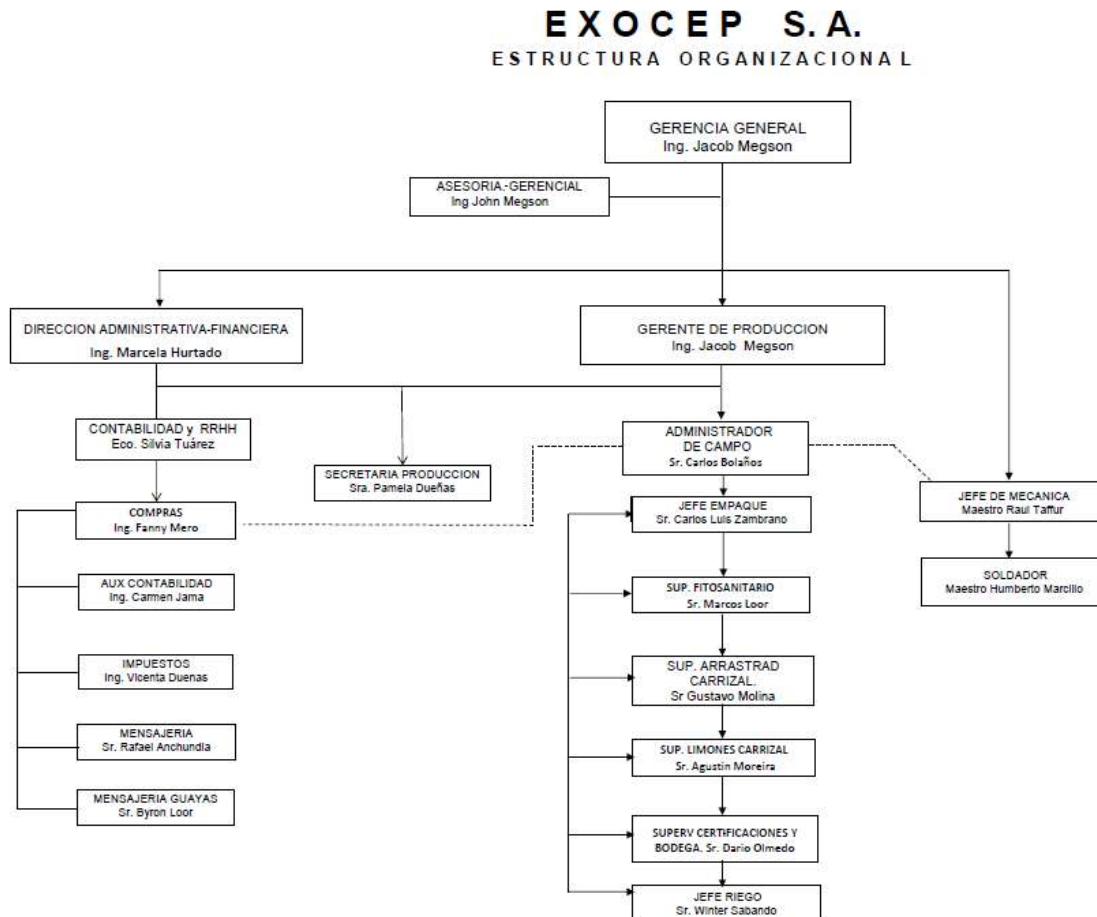 EXOCEP S.A.
ESTRUCTURA ORGANIZACIONAL
GERENCIA GENERAL
Ing. Jacob Megson
ASESORIA.-GERENCIAL
Ing John Megson
DIRECCION ADMINISTRATIVA-FINANCIERA
Ing. Marcela Hurtado
GERENTE DE PRODUCCION
Ing. Jacob Megson
CONTABILIDAD y RRHH
Eco. Silvia Tuárez
SECRETARIA PRODUCCION
Sra. Pamela Dueñas
ADMINISTRADOR
DE CAMPO
Sr. Carlos Bolaños
COMPRAS
Ing. Fanny Mero
JEFE EMPAQUE
Sr. Carlos Luis Zambrano
JEFE DE MECANICA
Maestro Raul Taffur
AUX CONTABILIDAD
Ing. Carmen Jama
SUP. FITOSANITARIO
Sr. Marcos Loor
SOLDADOR
Maestro Humberto Marcillo
IMPUESTOS
Ing. Vicenta Duenas
SUP. ARRASTRAD
CARRIZAL.
Sr Gustavo Molina
MENSAJERIA
Sr. Rafael Anchundia
SUP. LIMONES CARRIZAL
Sr. Agustin Moreira
MENSAJERIA GUAYAS
Sr. Byron Loor
SUPERV CERTIFICACIONES Y
BODEGA. Sr. Dario Olmedo
JEFE RIEGO
Sr. Winter Sabando